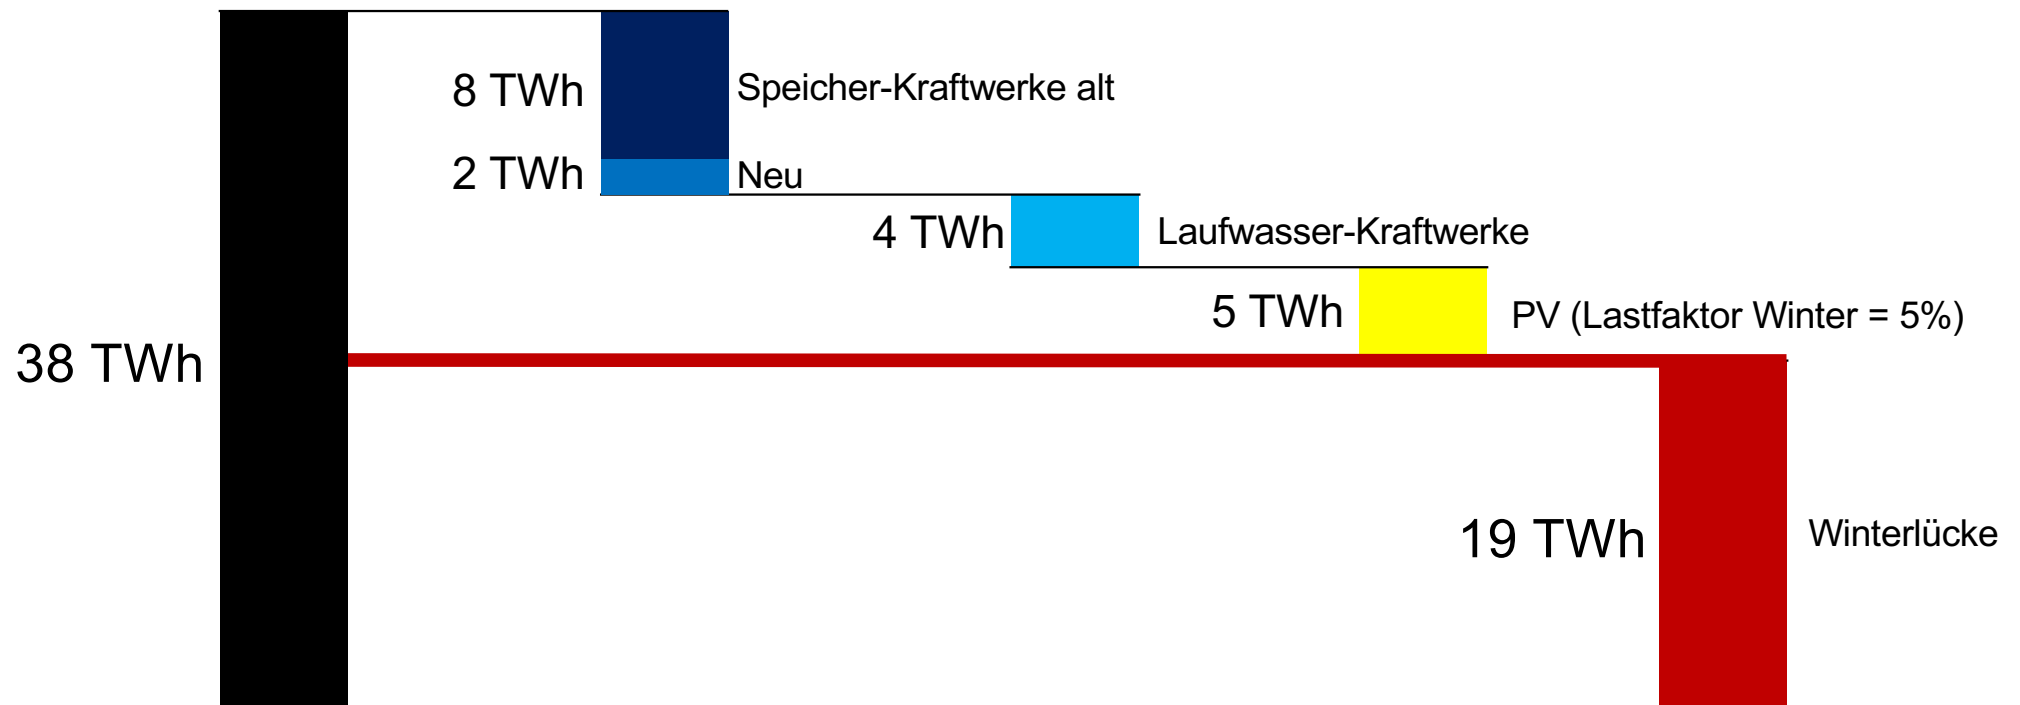 8 TWh Speicher-Kraftwerke alt
2 TWh Neu
4 TWh Laufwasser-Kraftwerke
5 TWh PV (Lastfaktor Winter = 5%)
38 TWh
19 TWh Winterlücke